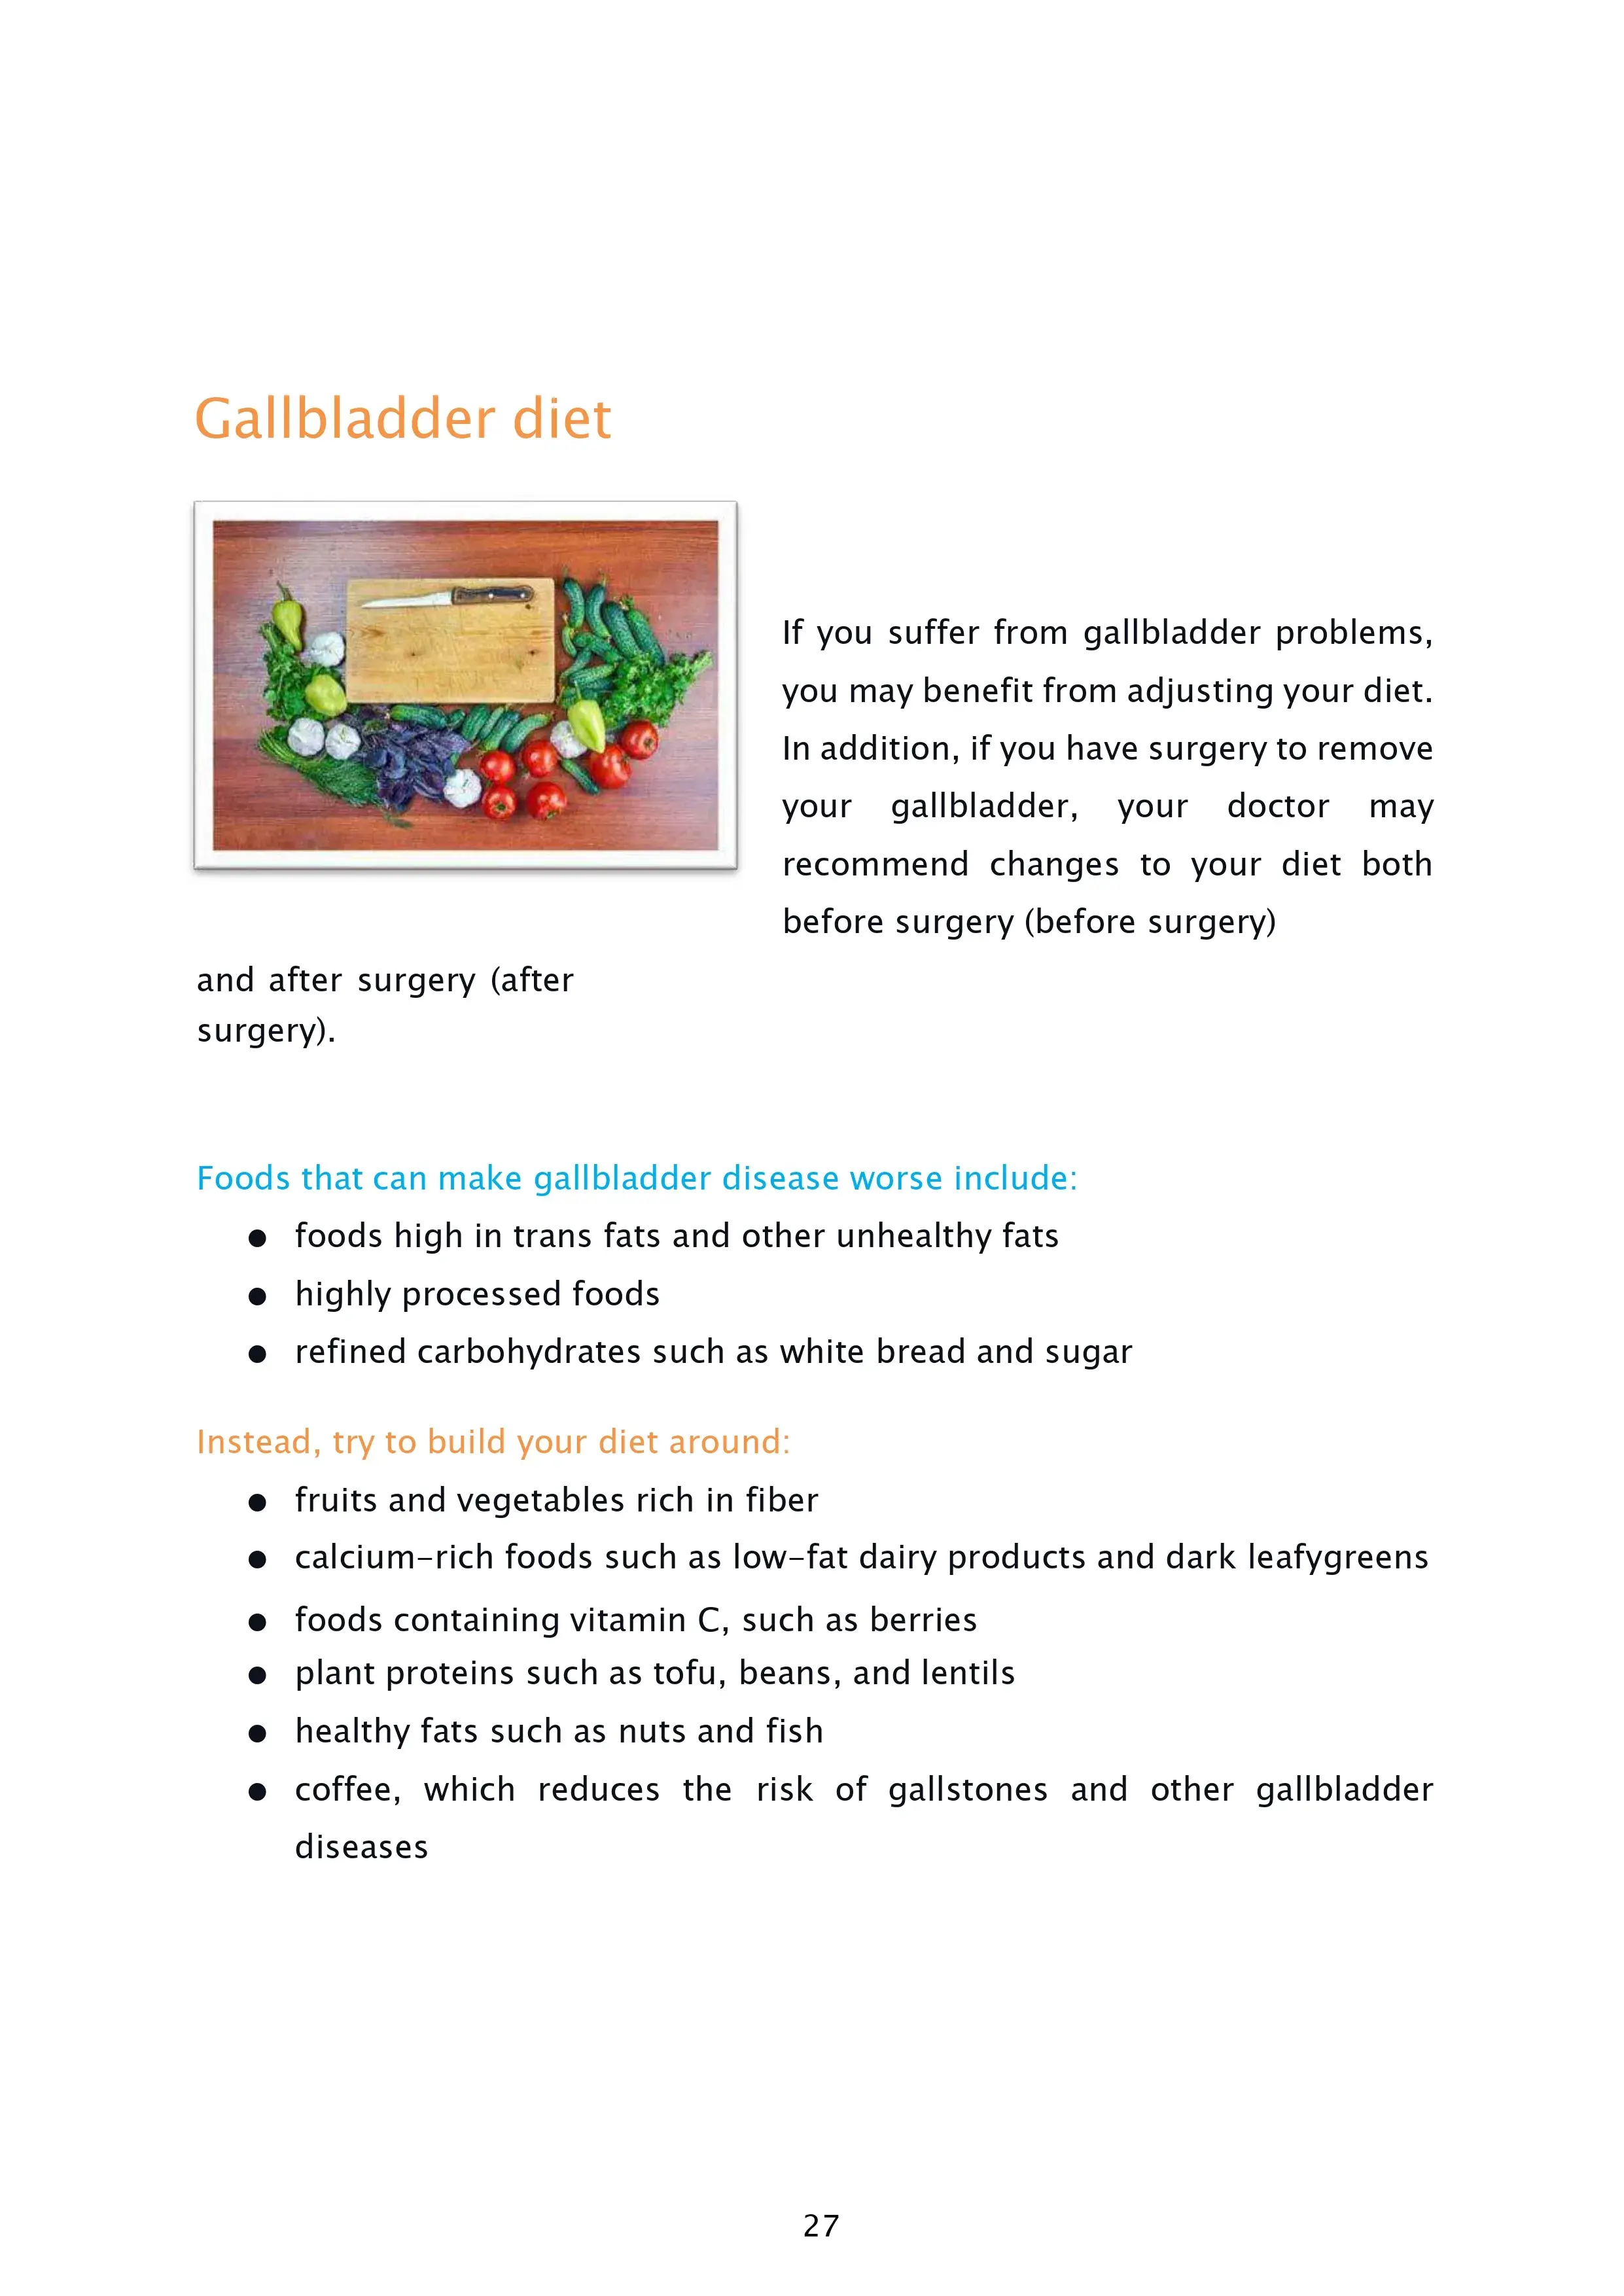 Gallbladder diet
If you suffer from gallbladder problems,
you may benefit from adjusting your diet.
In addition, if you have surgery to remove
your gallbladder, your doctor may
recommend changes to your diet both
before surgery (before surgery)
and after surgery (after
surgery).
Foods that can make gallbladder disease worse include:
● foods high in trans fats and other unhealthy fats
● highly processed foods
● refined carbohydrates such as white bread and sugar
Instead, try to build your diet around:
● fruits and vegetables rich in fiber
● calcium-rich foods such as low-fat dairy products and dark leafygreens
● foods containing vitamin C, such as berries
● plant proteins such as tofu, beans, and lentils
● healthy fats such as nuts and fish
● coffee, which reduces the risk of gallstones and other gallbladder
diseases
27